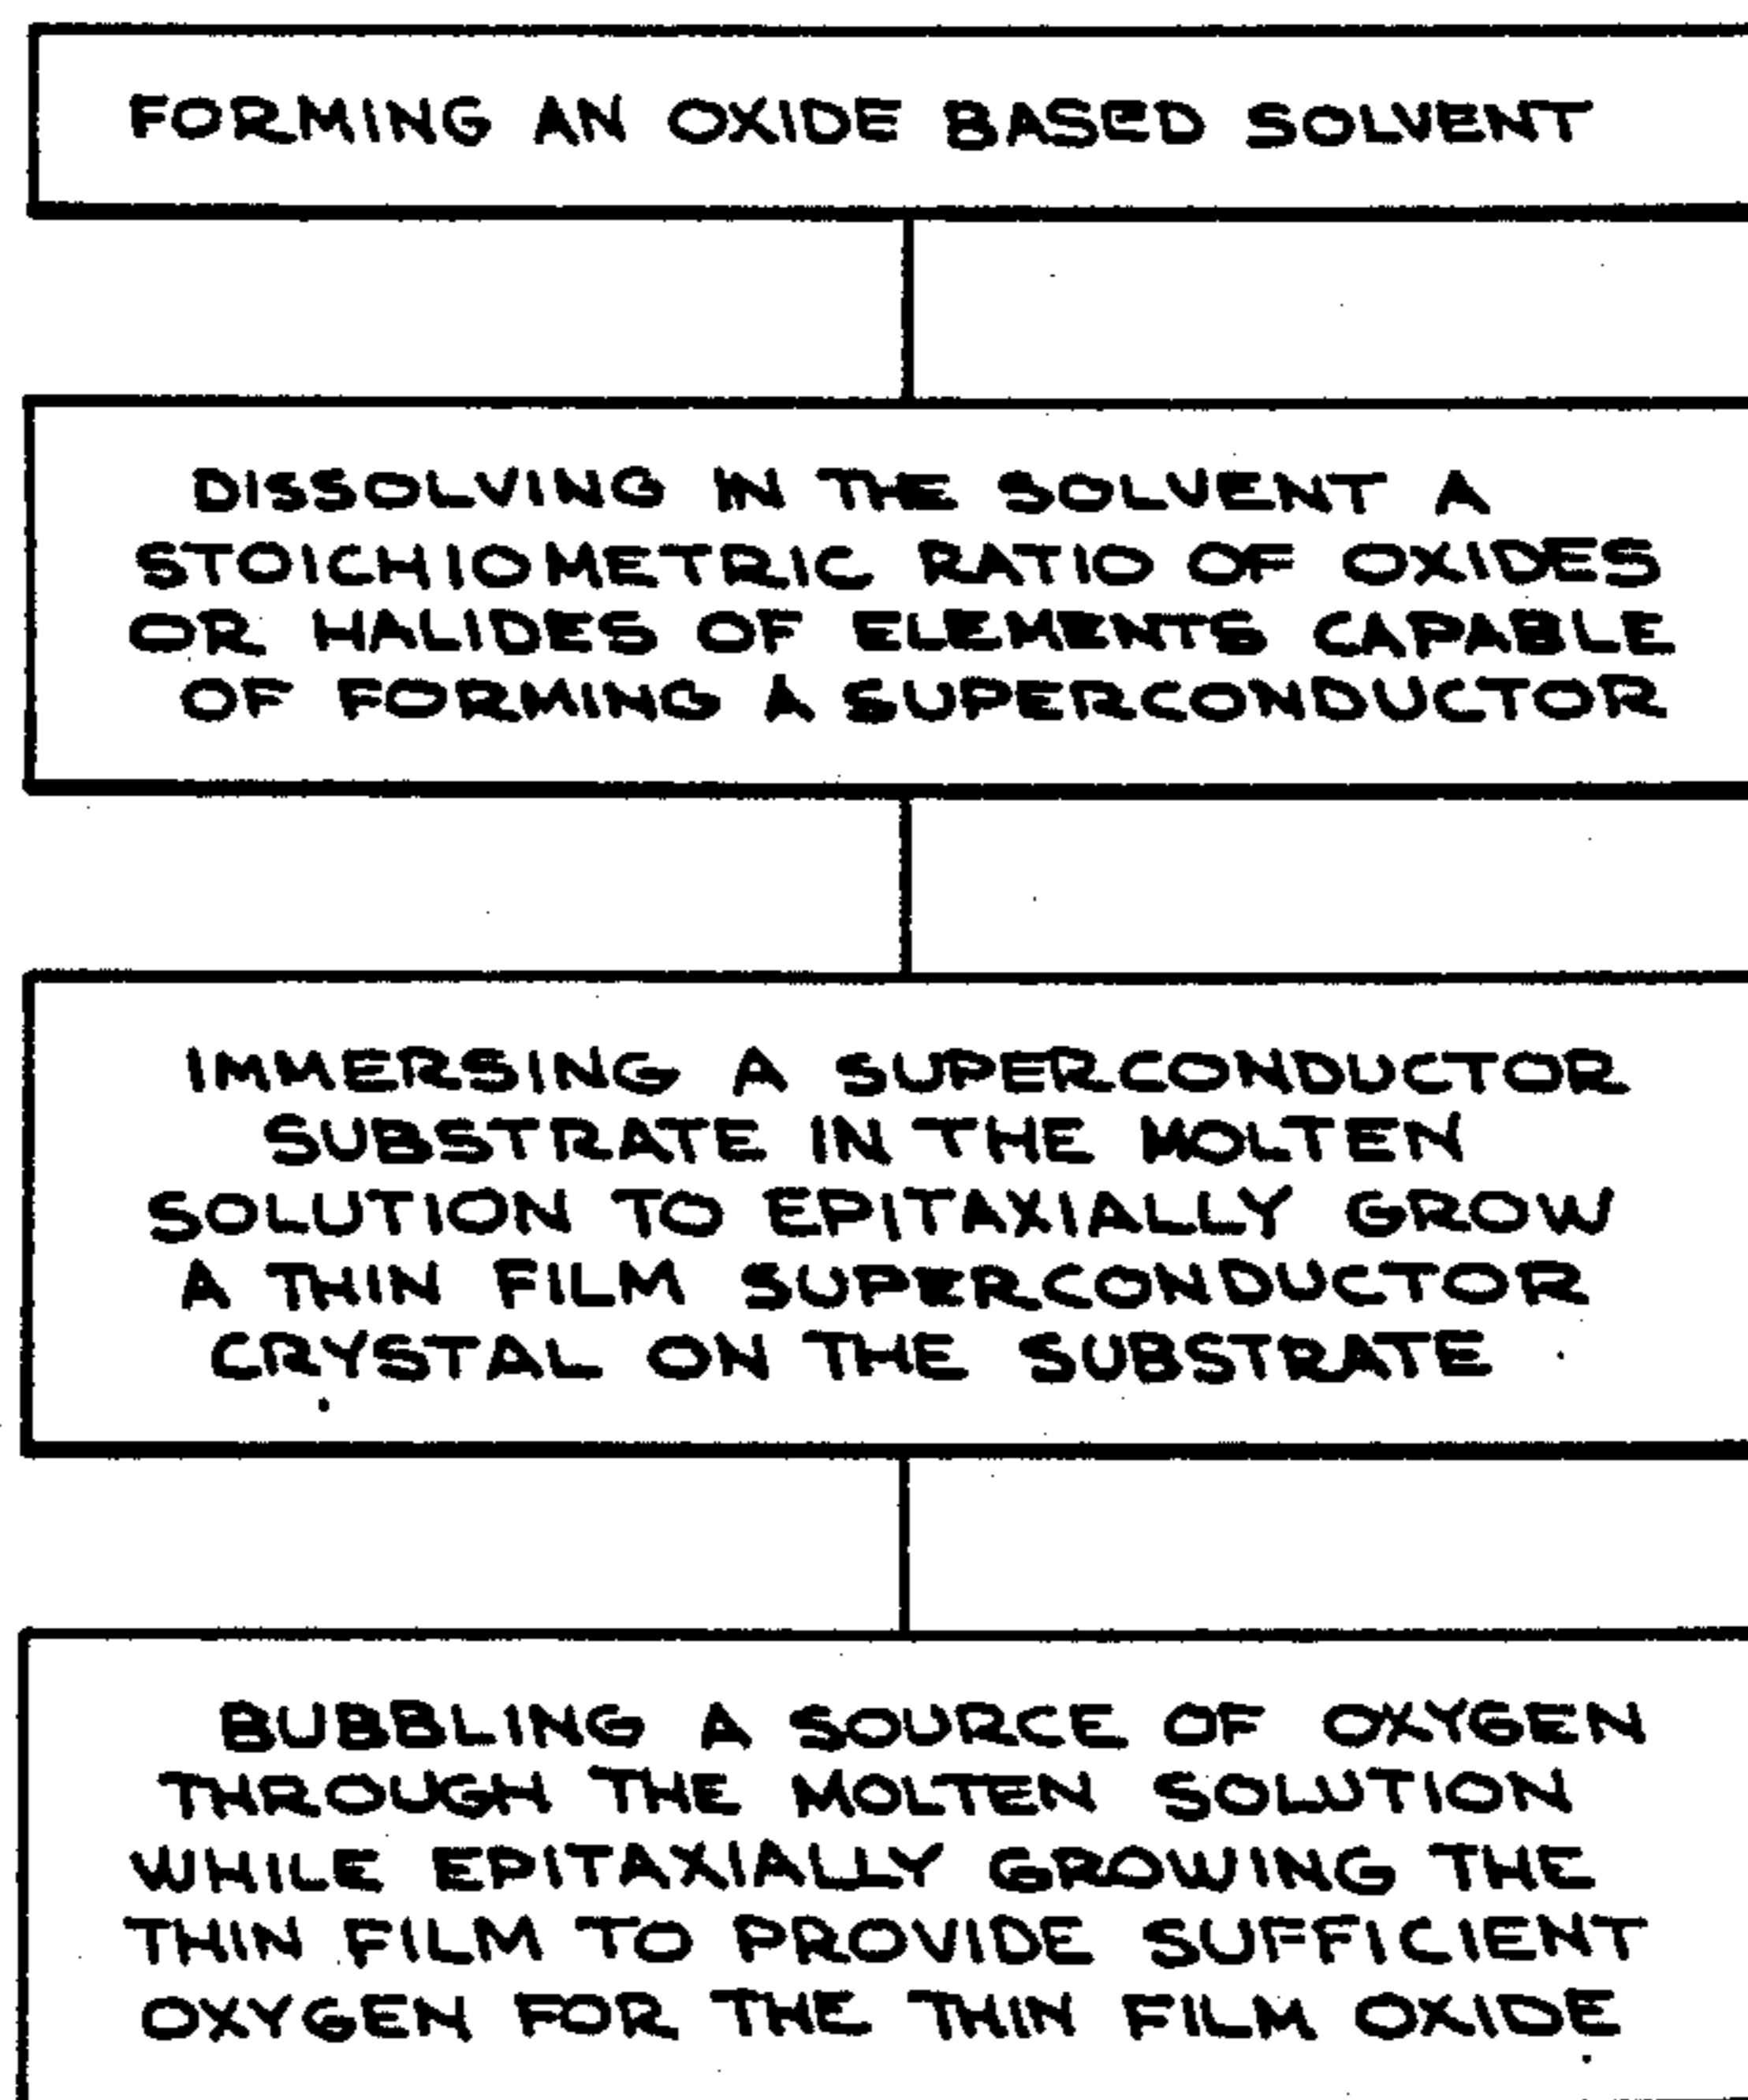 FORMING AN OXIDE BASED SOLVENT
DISSOLVING IN THE SOLVENT A
STOICHIOMETRIC RATIO OF OXIDES
OR HALIDES OF ELEMENTS CAPABLE
OF FORMING A SUPERCONDUCTOR
IMMERSING A SUPERCONDUCTOR
SUBSTRATE IN THE MOLTEN
SOLUTION TO EPITAXIALLY GROW
A THIN FILM SUPERCONDUCTOR
CRYSTAL ON THE SUBSTRATE
BUBBLING A SOURCE OF OXYGEN
THROUGH THE MOLTEN SOLUTION
WHILE EPITAXIALLY GROWING THE
THIN FILM TO PROVIDE SUFFICIENT
OXYGEN FOR THE THIN FILM OXIDE